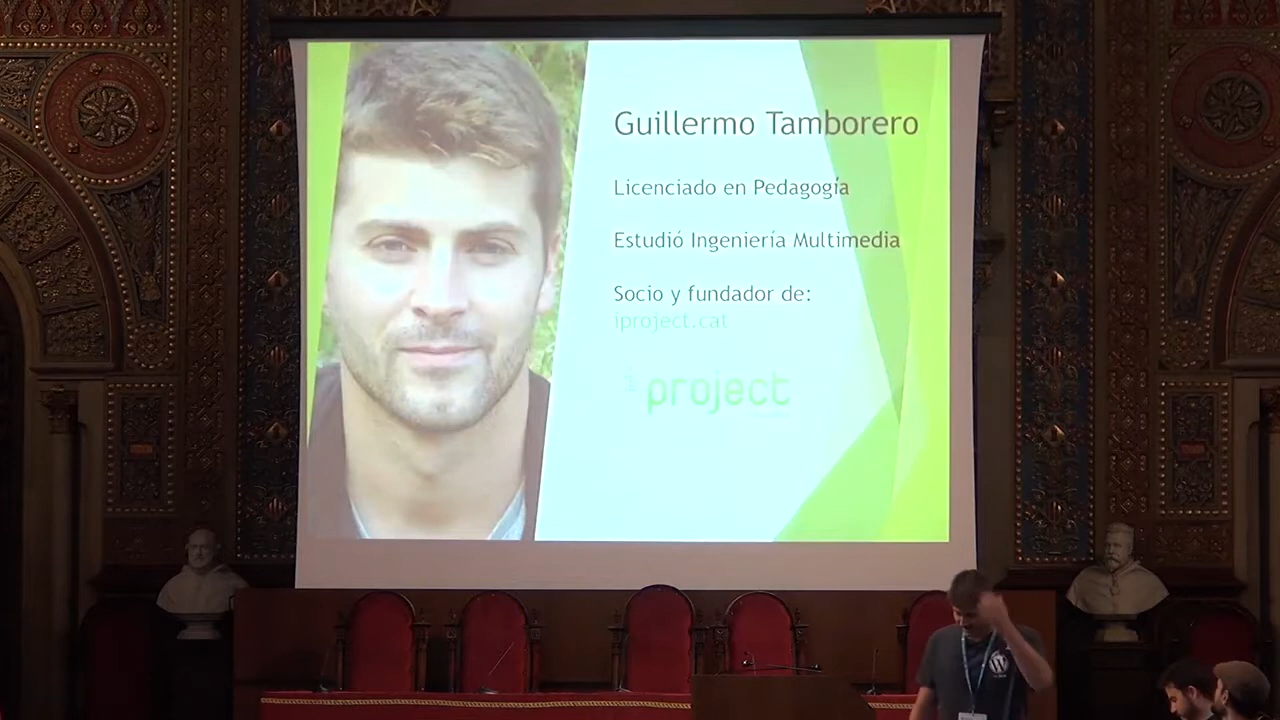 Guillermo Tamborero
Licenciado en Pedagogía
Estudió Ingeniería Multimedia
Socio y fundador de:
iproject.cat
project